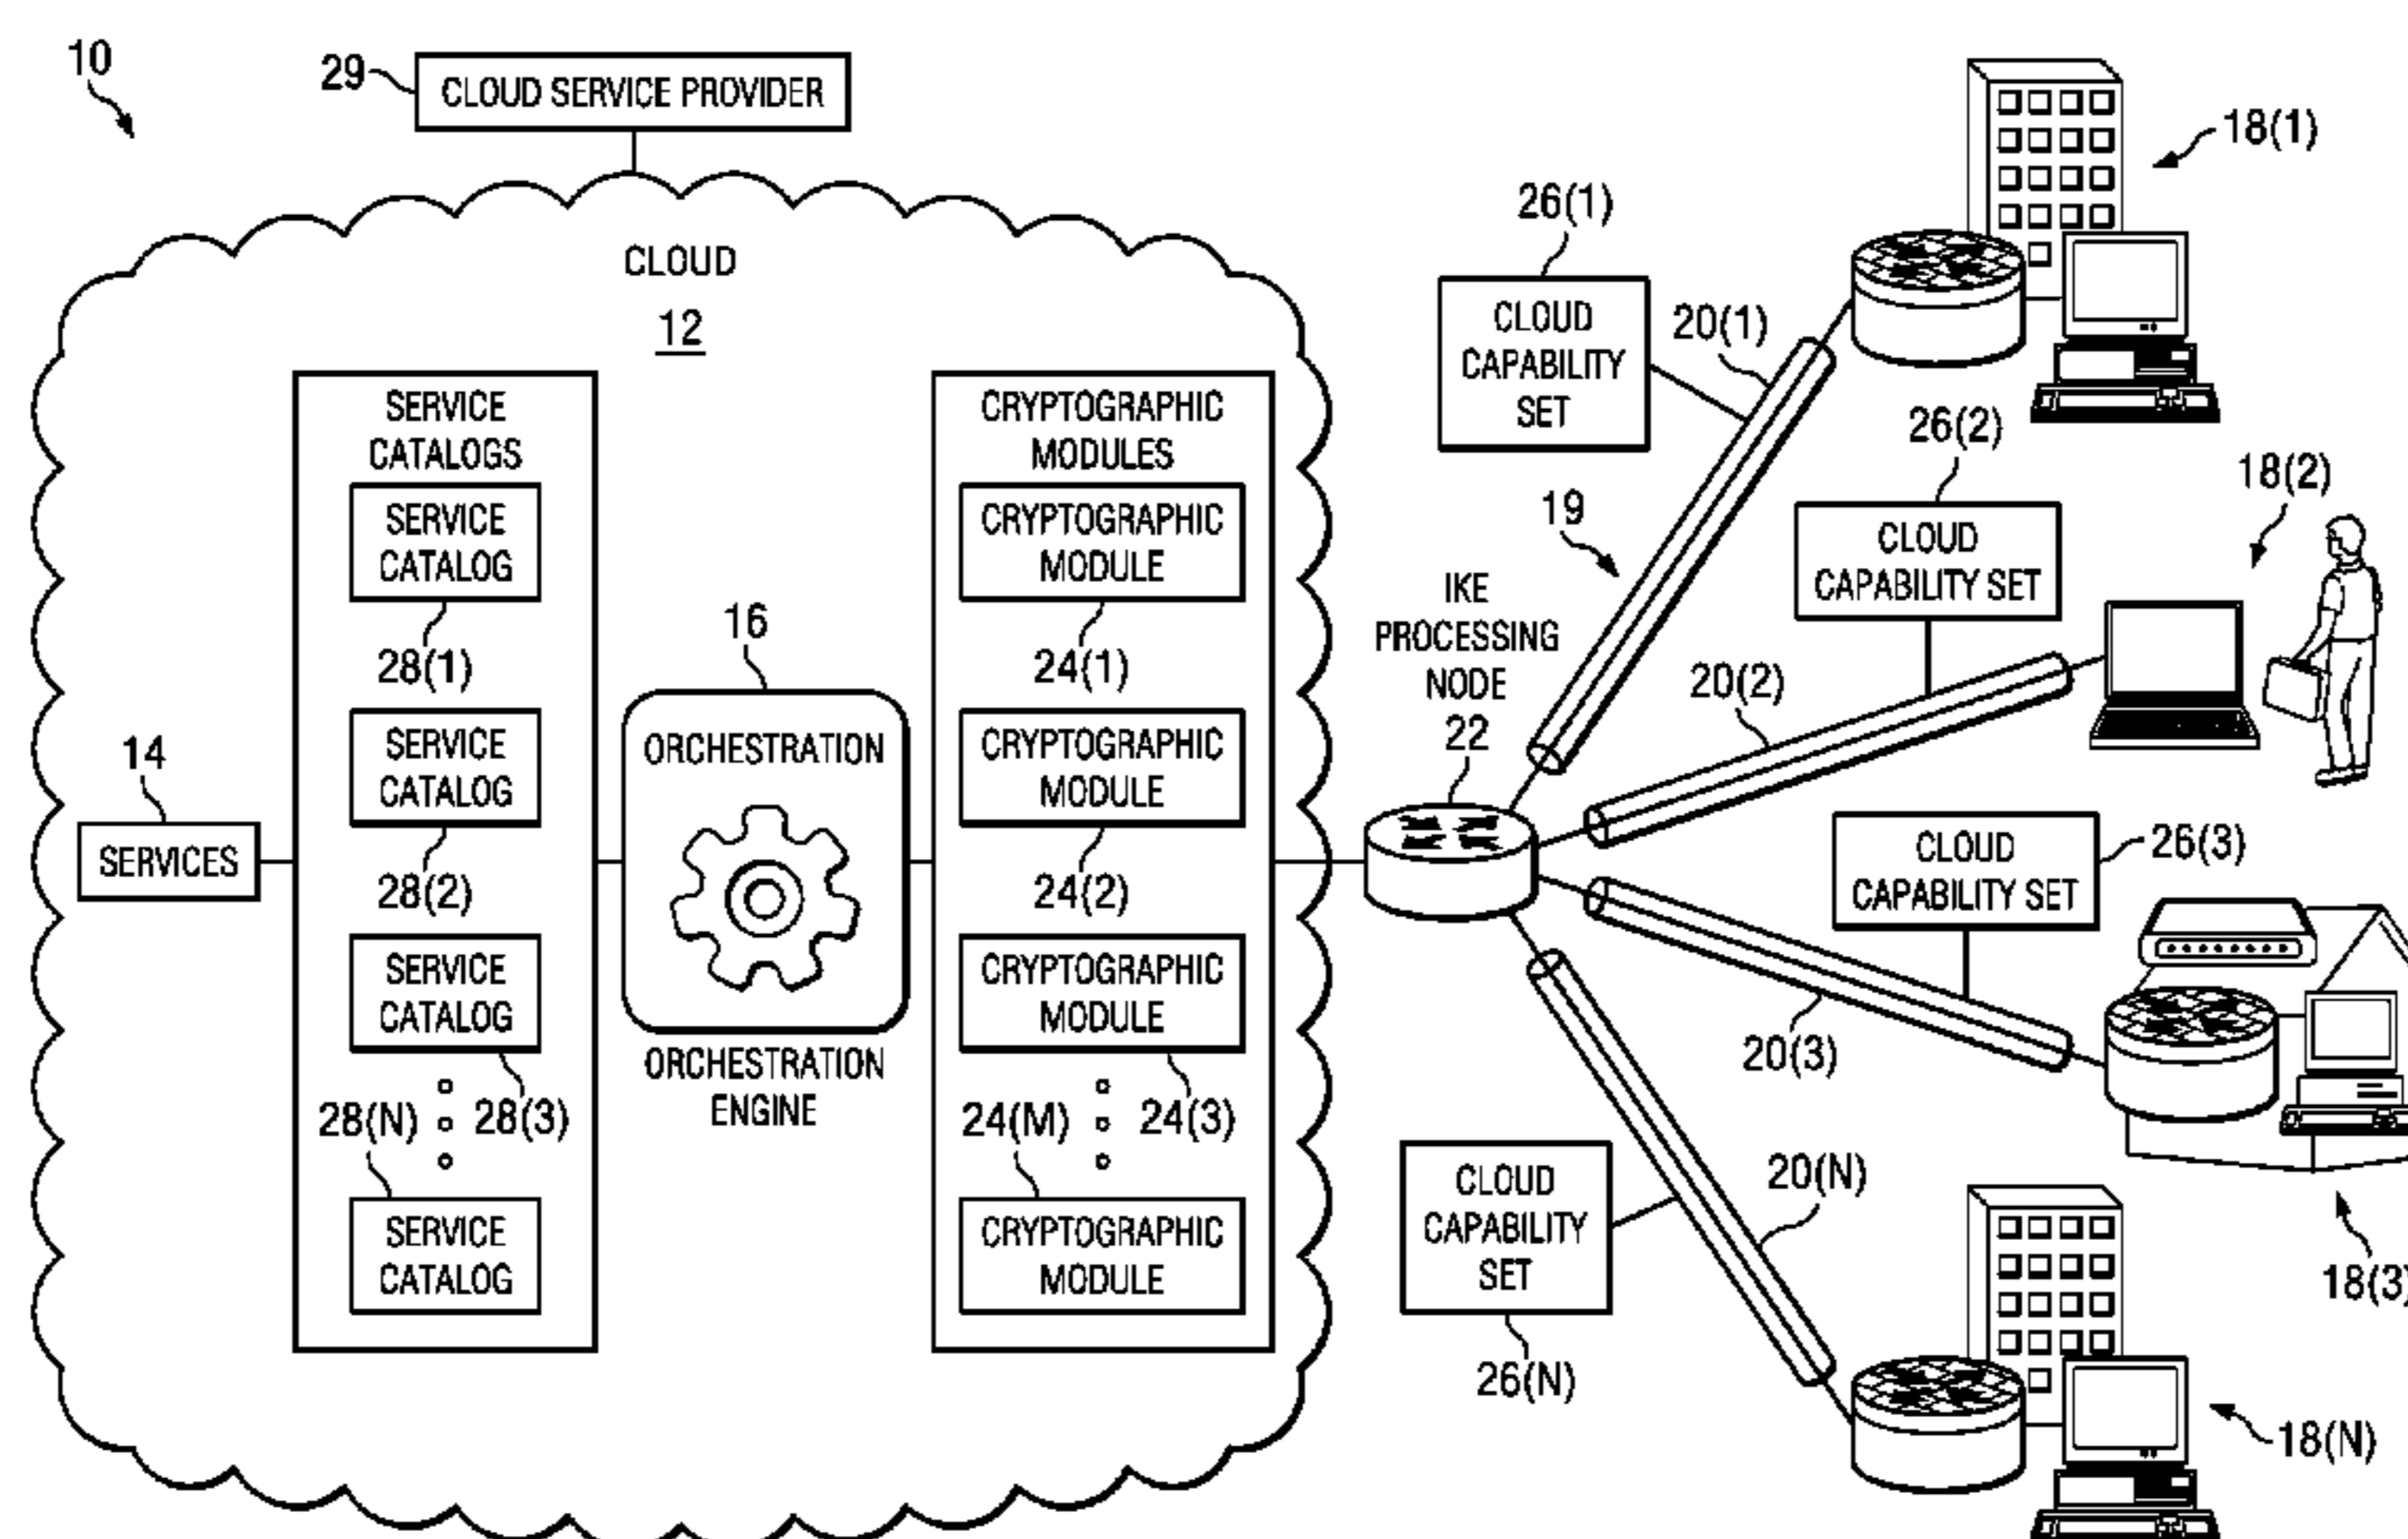 10
29
CLOUD SERVICE PROVIDER
CLOUD
12
SERVICE
CATALOGS
SERVICE
CATALOG
28(1)
SERVICE
CATALOG
28(2)
SERVICE
CATALOG
28(N)
28(3)
SERVICE
CATALOG
14
SERVICES
16
ORCHESTRATION
ORCHESTRATION
ENGINE
CRYPTOGRAPHIC
MODULES
CRYPTOGRAPHIC
MODULE
24(1)
CRYPTOGRAPHIC
MODULE
24(2)
CRYPTOGRAPHIC
MODULE
24(M)
24(3)
CRYPTOGRAPHIC
MODULE
IKE
PROCESSING
NODE
22
19
26(1)
CLOUD
CAPABILITY
SET
20(1)
18(1)
26(2)
CLOUD
CAPABILITY SET
20(2)
18(2)
CLOUD
CAPABILITY SET
26(3)
20(3)
18(3)
CLOUD
CAPABILITY
SET
26(N)
20(N)
18(N)